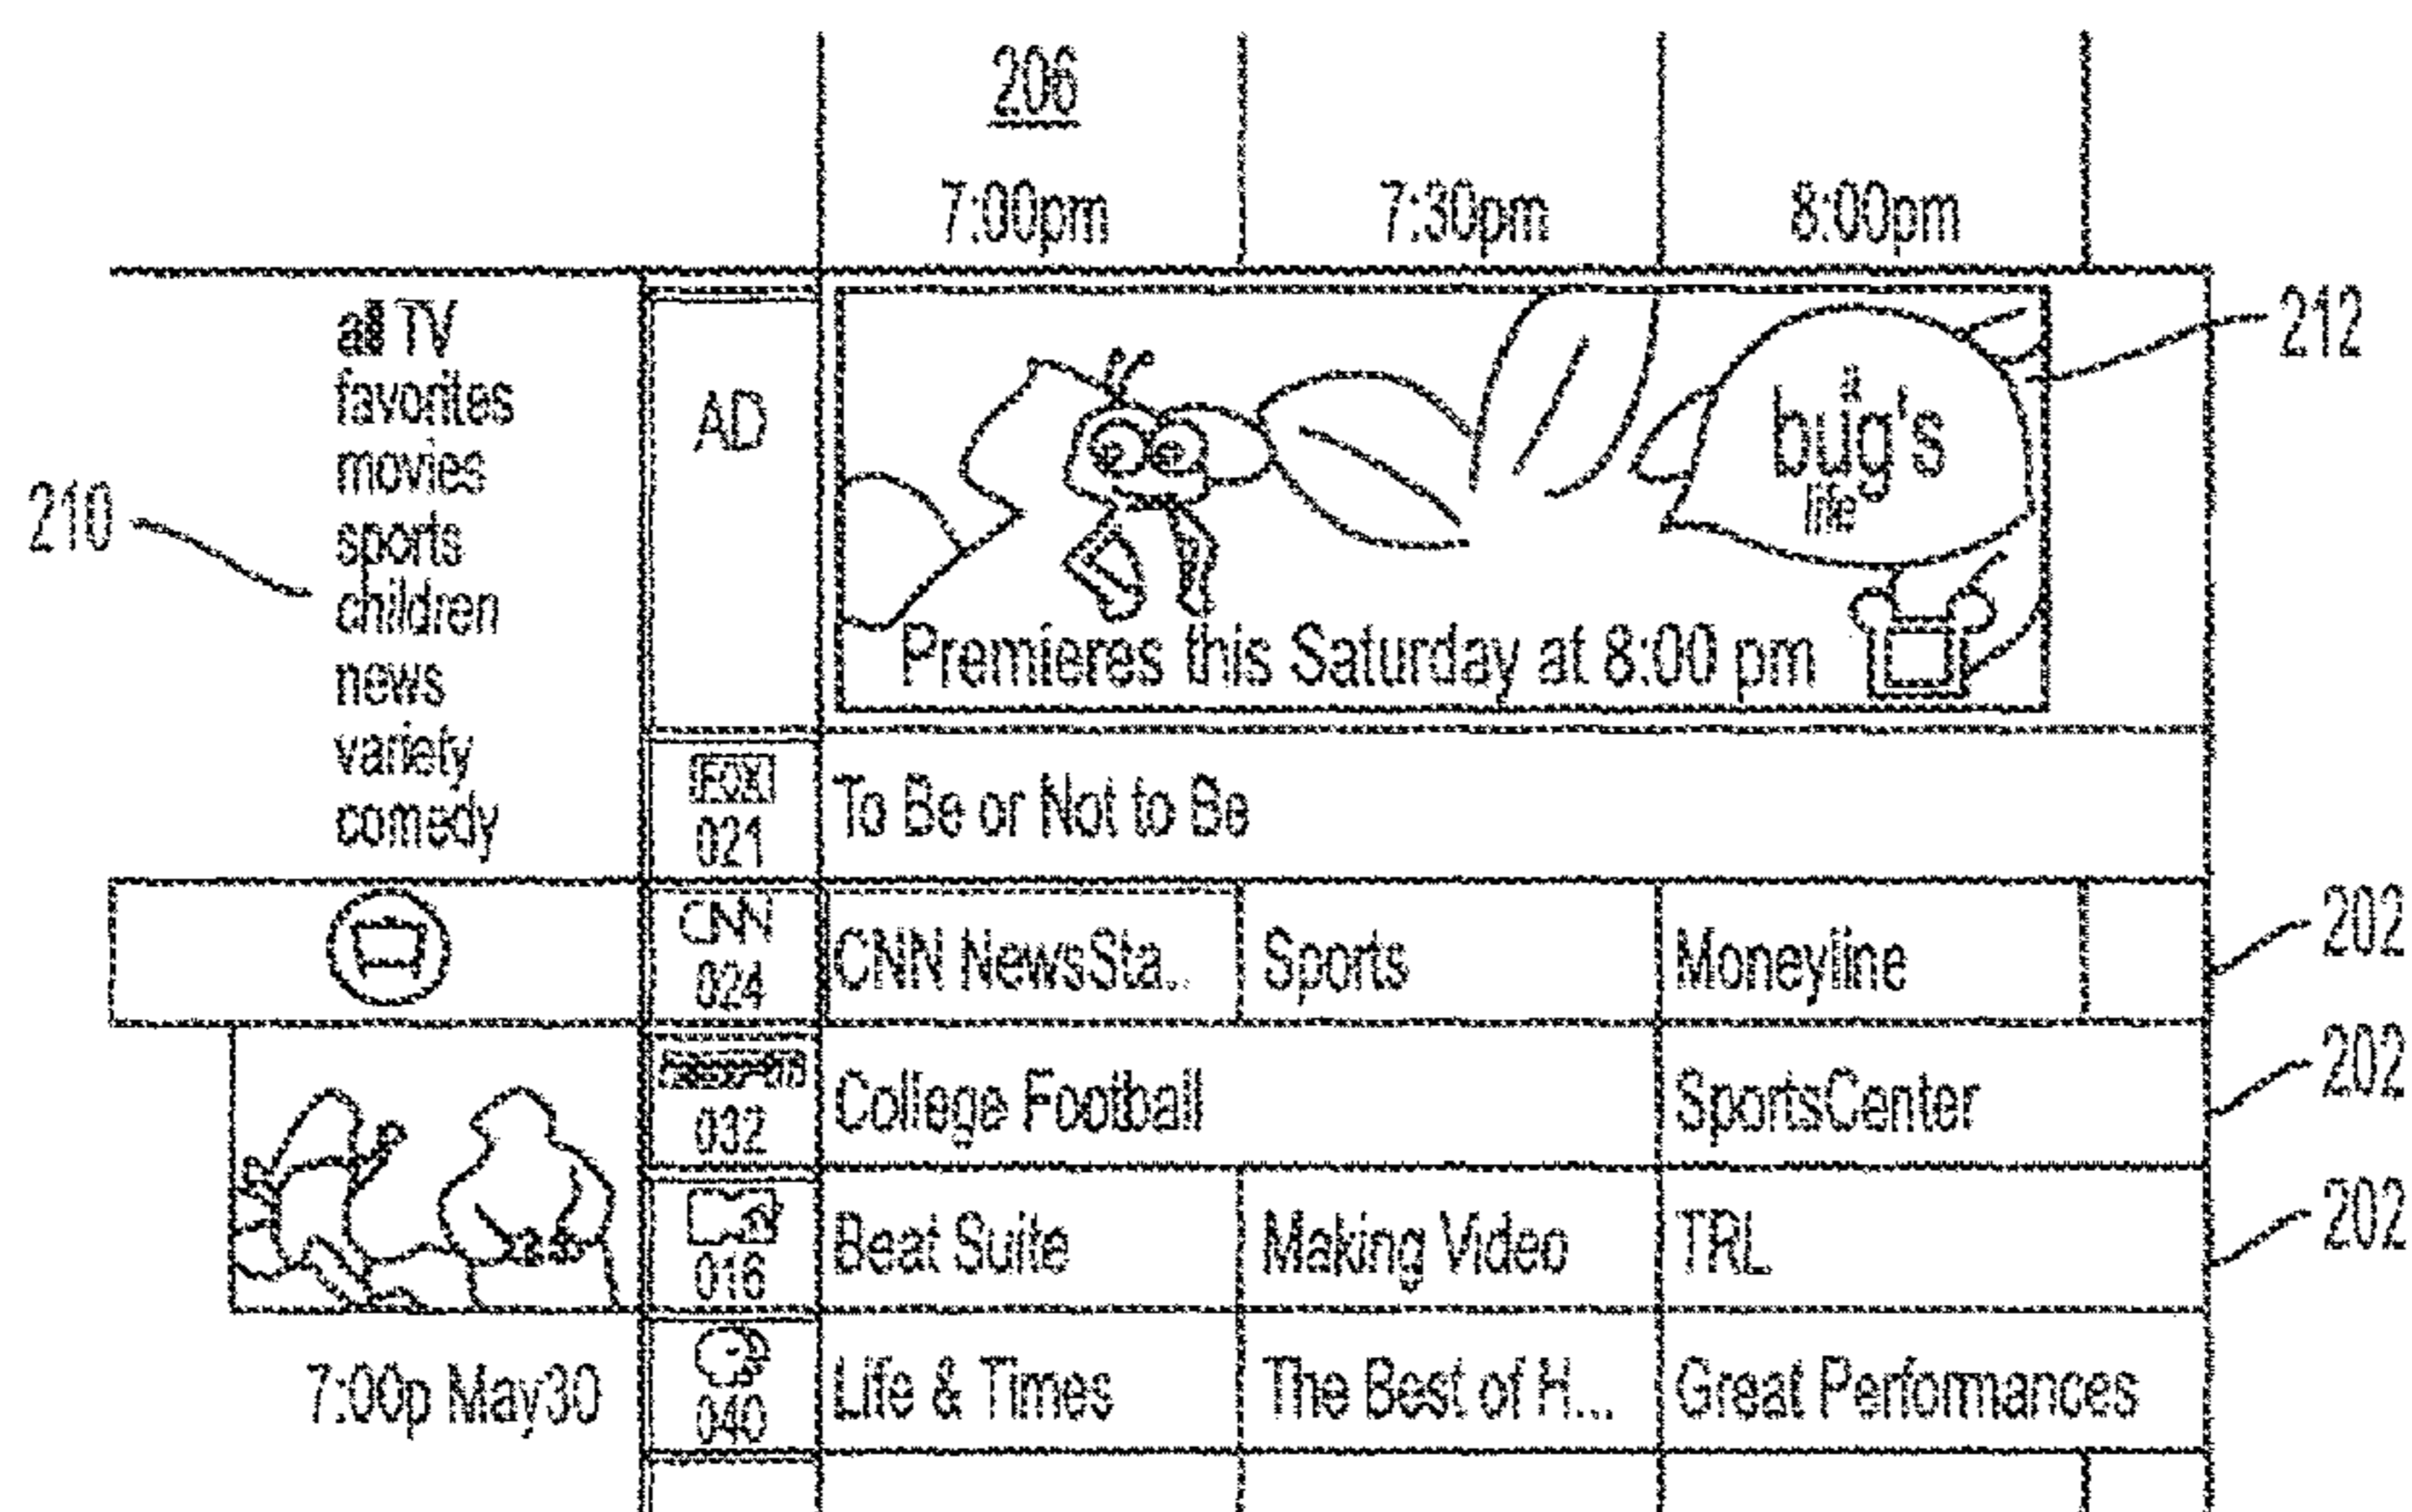 206
7:00pm 7:30pm 8:00pm
all TV
favorites
movies
sports
children
news
variety
comedy
210
AD
a
bug's
life
Premieres this Saturday at 8:00 pm
212
FOX
021
To Be or Not to Be
CNN
024
CNN NewsSta.. Sports Moneyline
202
032
College Football SportsCenter
202
016
Beat Suite Making Video TRL
202
7:00p May30
040
Life & Times The Best of H... Great Performances